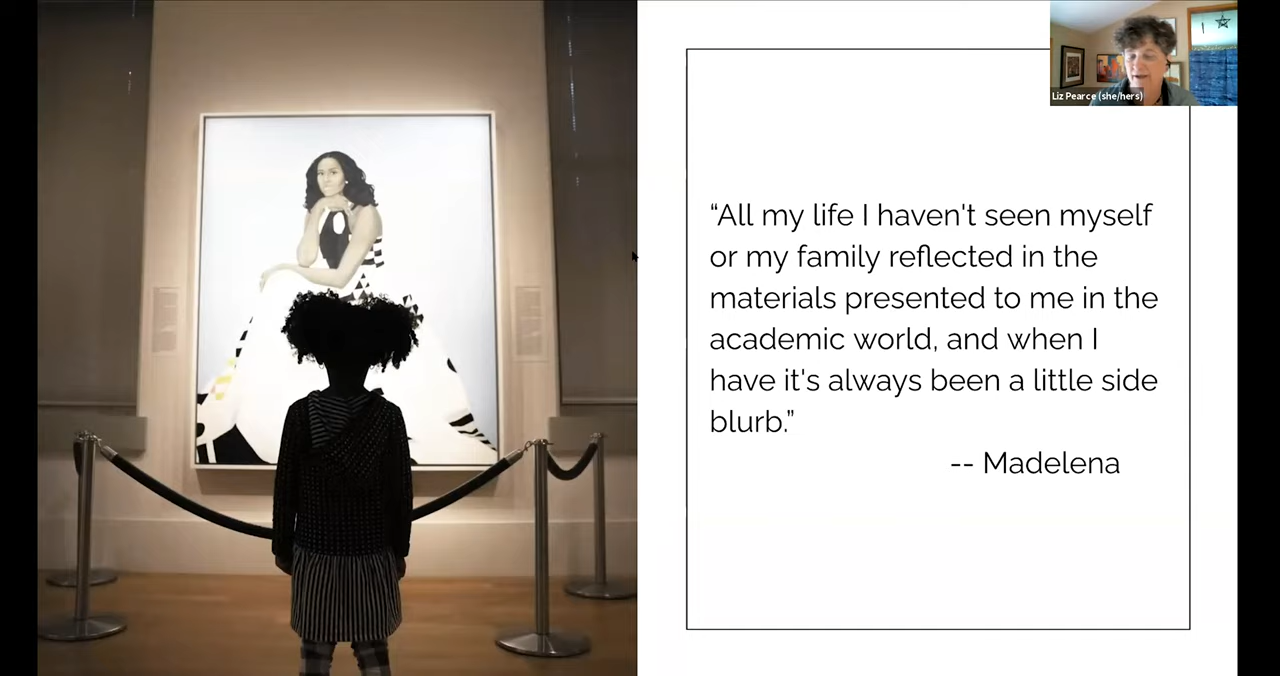 Liz Pearce (she/hers)
“All my life I haven't seen myself
or my family reflected in the
materials presented to me in the
academic world, and when I
have it's always been a little side
blurb.”
-- Madelena